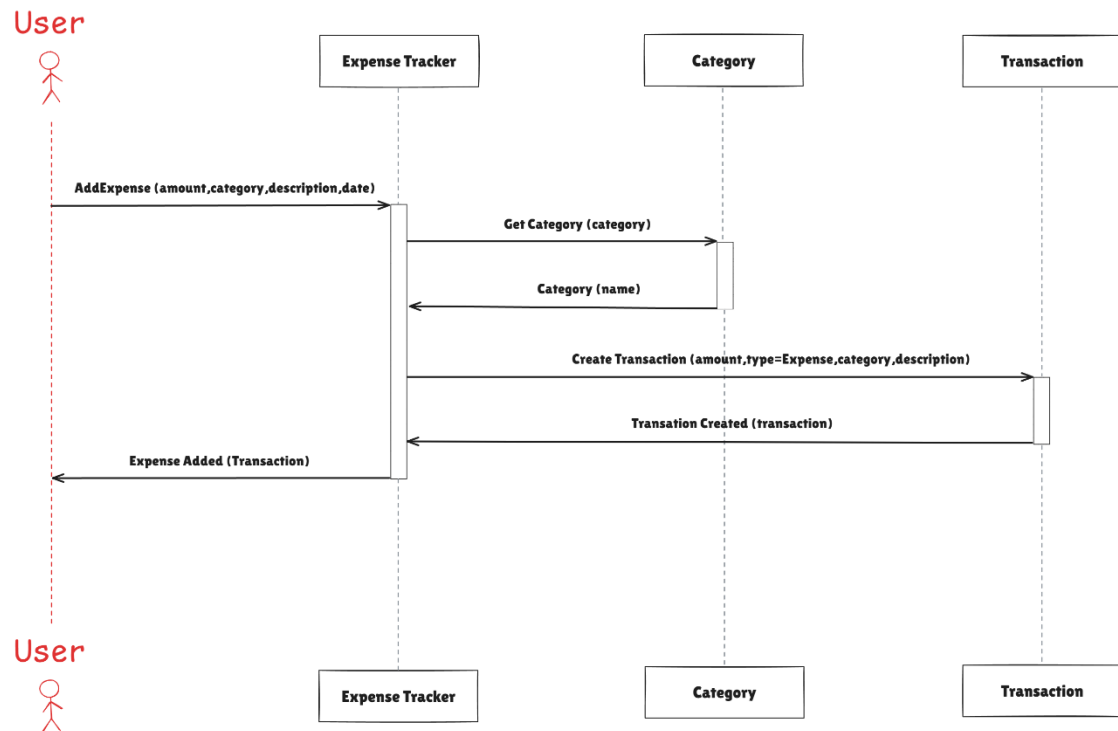 User
Expense Tracker
Category
Transaction
AddExpense (amount,category,description,date)
Get Category (category)
Category (name)
Create Transaction (amount,type=Expense,category,description)
Transation Created (transaction)
Expense Added (Transaction)
User
Expense Tracker
Category
Transaction